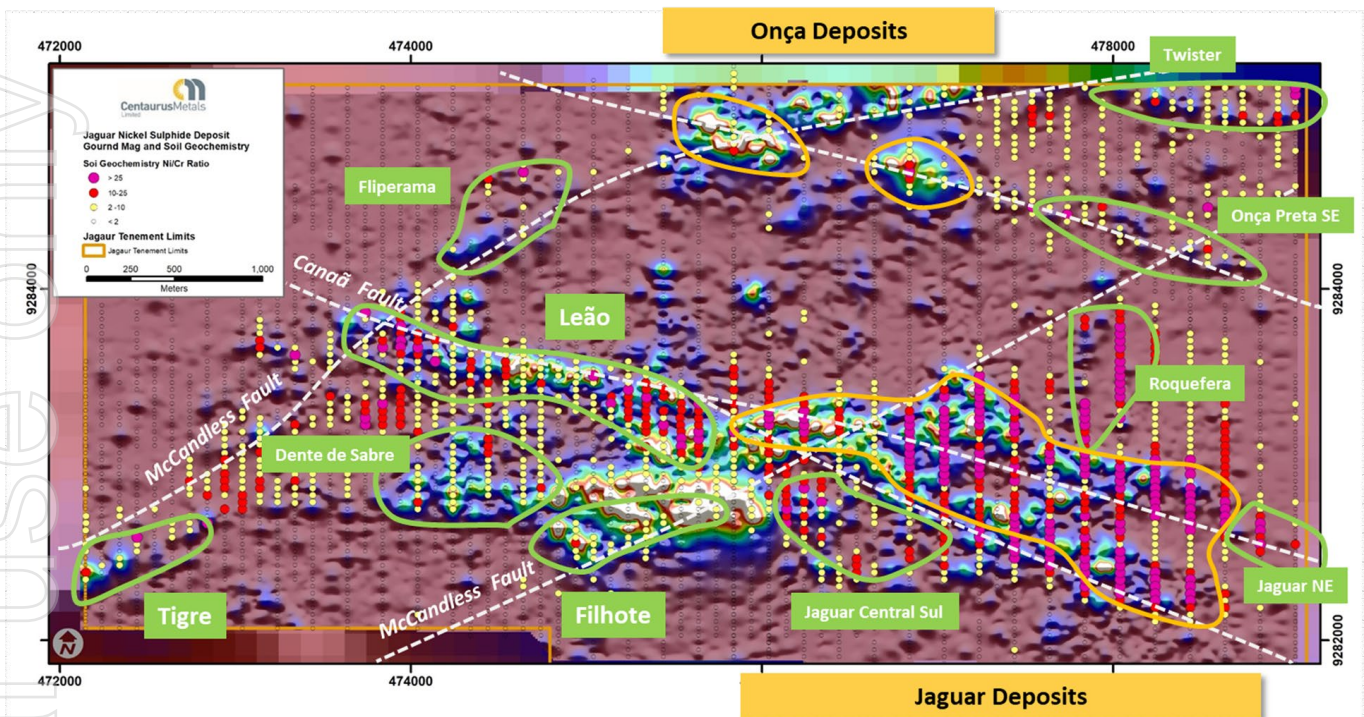 Onça Deposits
472000
474000
478000
Twister
CentaurusMetals
Limited
Jaguar Nickel Sulphide Deposit
Gournd Mag and Soil Geochemistry
Soi Geochemistry Ni/Cr Ratio
> 25
10-25
2 -10
< 2
Jagaur Tenement Limits
Jagaur Tenement Limits
0 250 500 1,000
Meters
Fliperama
Onça Preta SE
9284000
9284000
Canaã Fault
Leão
Roquefera
McCandless Fault
Dente de Sabre
Jaguar NE
McCandless Fault
Tigre
Filhote
Jaguar Central Sul
N
9282000
472000
474000
478000
Jaguar Deposits
use only